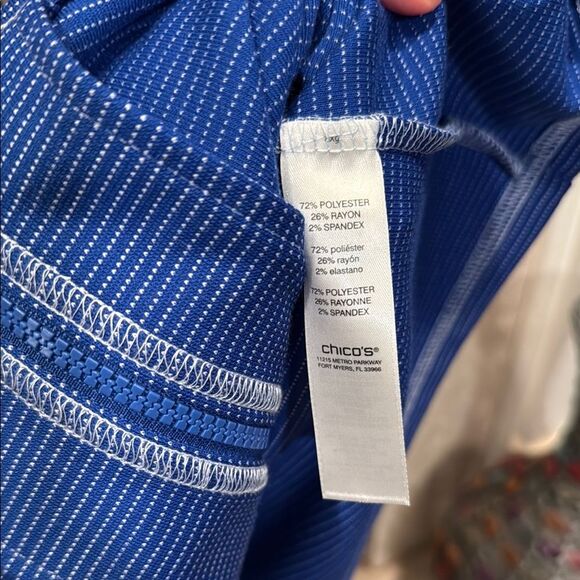 72% POLYESTER
26% RAYON
2% SPANDEX
72% poliéster
26% rayón
2% elastano
72% POLYESTER
26% RAYONNE
2% SPANDEX
chico's®
11215 METRO PARKWAY
FORT MYERS, FL 33966